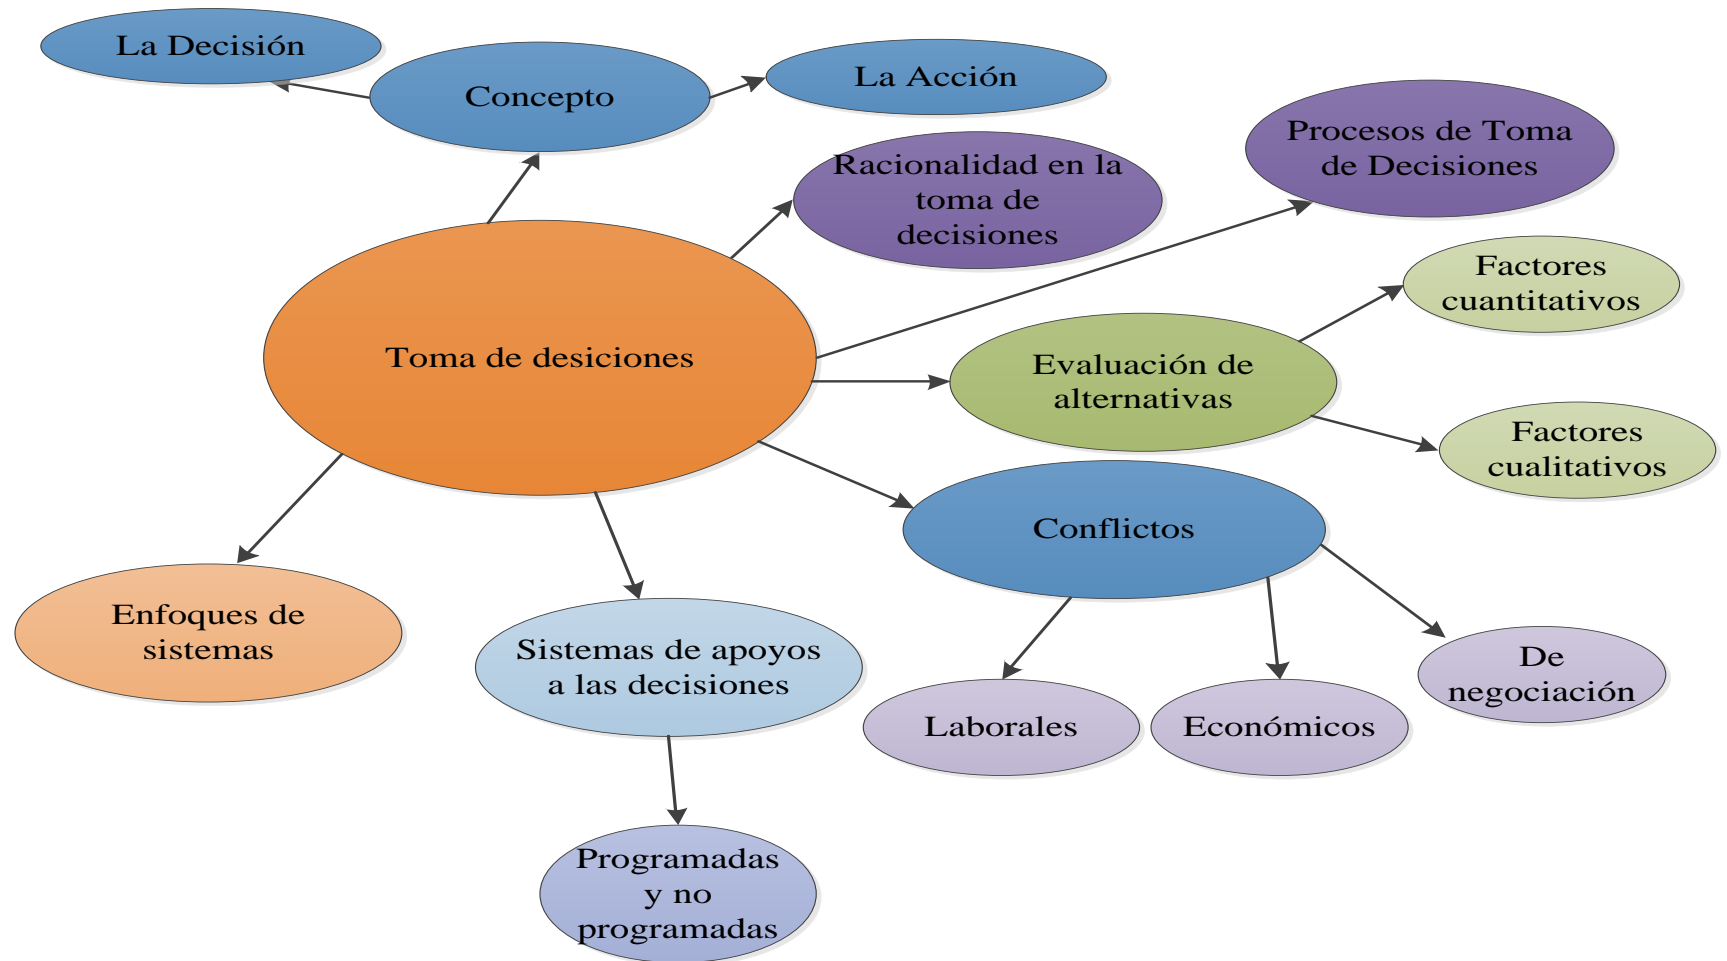 La Decisión
Concepto
La Acción
Procesos de Toma
de Decisiones
Racionalidad en la
toma de
decisiones
Factores
cuantitativos
Toma de desiciones
Evaluación de
alternativas
Factores
cualitativos
Conflictos
Enfoques de
sistemas
Sistemas de apoyos
a las decisiones
De
negociación
Laborales
Económicos
Programadas
y no
programadas